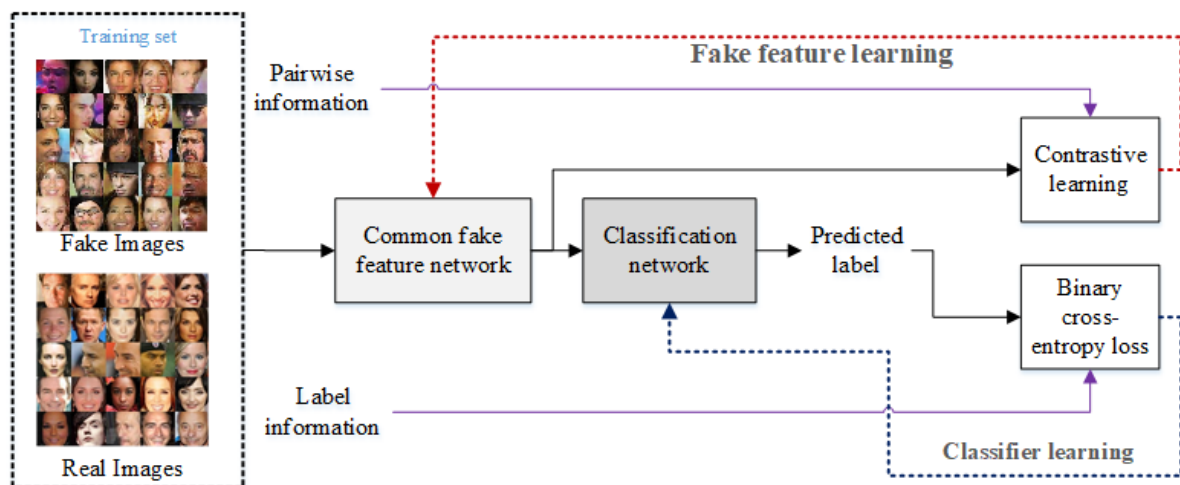 Training set
Fake Images
Real Images
Pairwise
information
Fake feature learning
Contrastive
learning
Common fake
feature network
Classification
network
Predicted
label
Binary
cross-
entropy loss
Label
information
Classifier learning